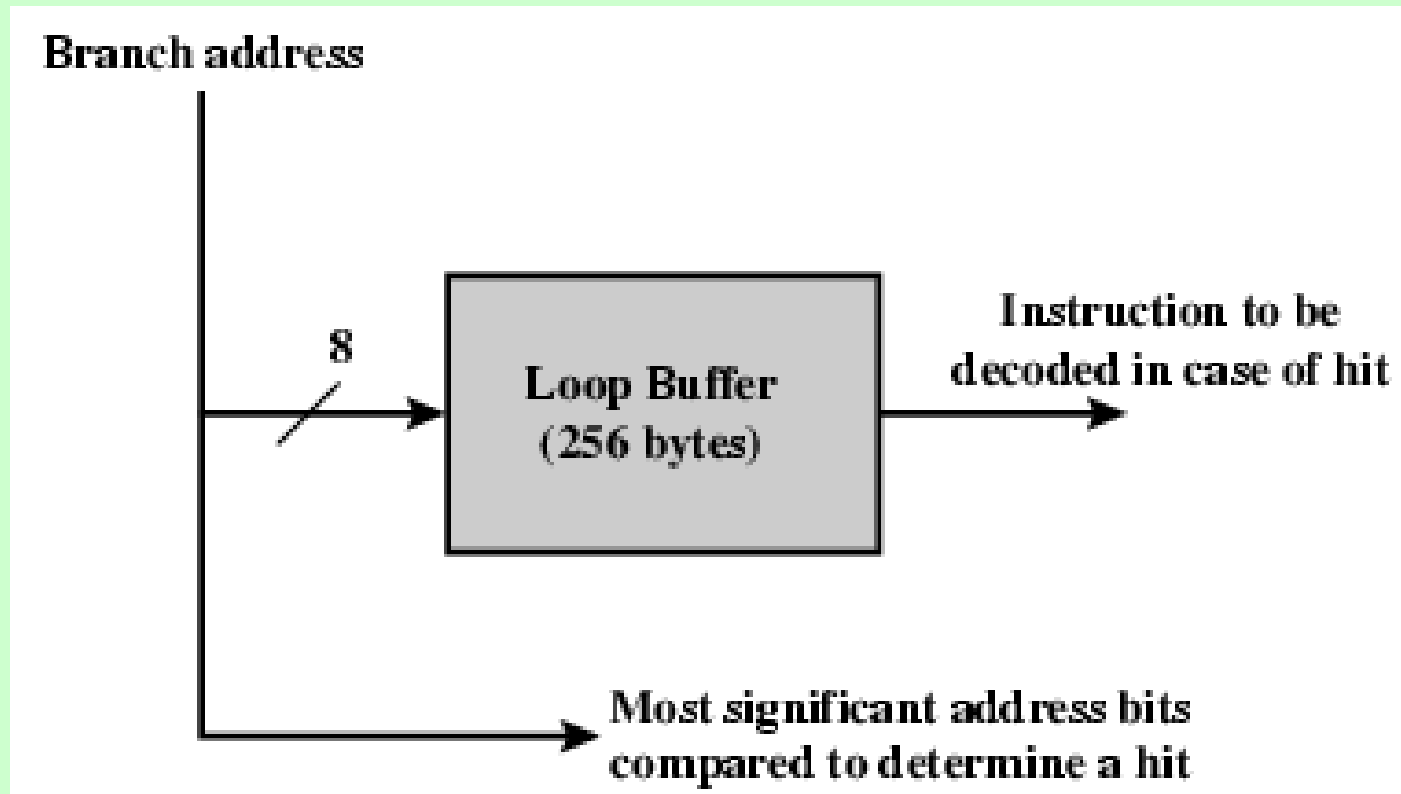 Branch address
8
Loop Buffer
(256 bytes)
Instruction to be
decoded in case of hit
Most significant address bits
compared to determine a hit